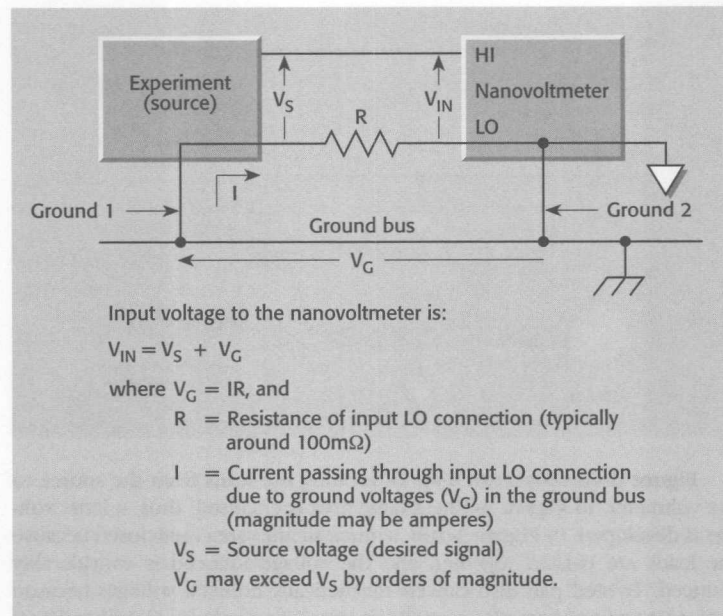 Experiment
(source)
V_S
R
V_IN
HI
Nanovoltmeter
LO
I
Ground 1
Ground 2
Ground bus
V_G
Input voltage to the nanovoltmeter is:
V_IN = V_S + V_G
where V_G = IR, and
R = Resistance of input LO connection (typically
around 100mΩ)
I = Current passing through input LO connection
due to ground voltages (V_G) in the ground bus
(magnitude may be amperes)
V_S = Source voltage (desired signal)
V_G may exceed V_S by orders of magnitude.